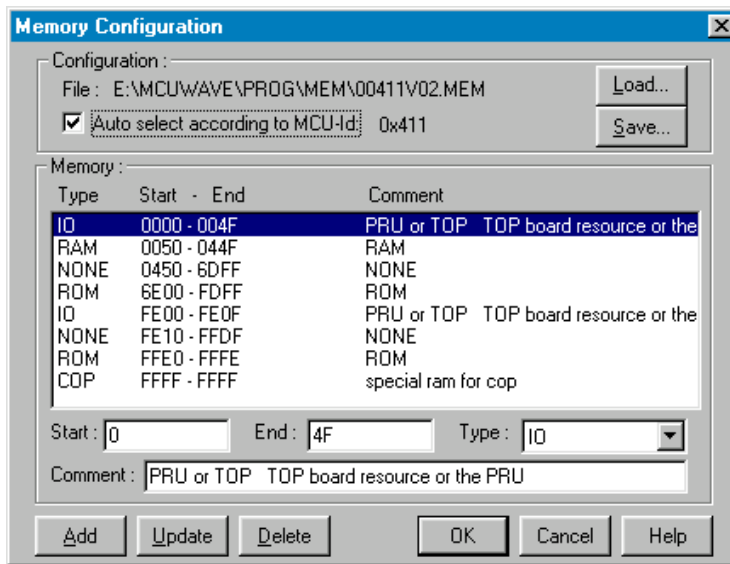 Memory Configuration
Configuration :
File : E:\MCUWAVE\PROG\MEM\00411V02.MEM
Load...
Auto select according to MCU-Id: 0x411
Save...
Memory :
Type Start - End Comment
IO 0000 - 004F PRU or TOP TOP board resource or the
RAM 0050 - 044F RAM
NONE 0450 - 6DFF NONE
ROM 6E00 - FDFF ROM
IO FE00 - FE0F PRU or TOP TOP board resource or the
NONE FE10 - FFDF NONE
ROM FFE0 - FFFE ROM
COP FFFF - FFFF special ram for cop
Start : 0 End : 4F Type : IO
Comment : PRU or TOP TOP board resource or the PRU
Add Update Delete OK Cancel Help